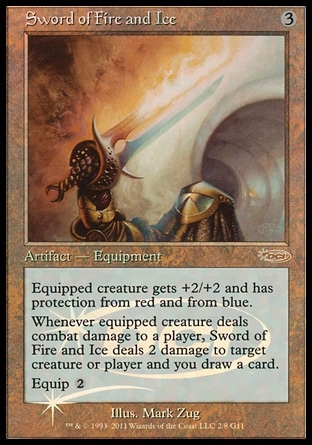 Sword of Fire and Ice 3
Artifact — Equipment
Equipped creature gets +2/+2 and has
protection from red and from blue.
Whenever equipped creature deals
combat damage to a player, Sword of
Fire and Ice deals 2 damage to target
creature or player and you draw a card.
Equip 2
Illus. Mark Zug
™ & © 1993-2011 Wizards of the Coast LLC 2/8 G11